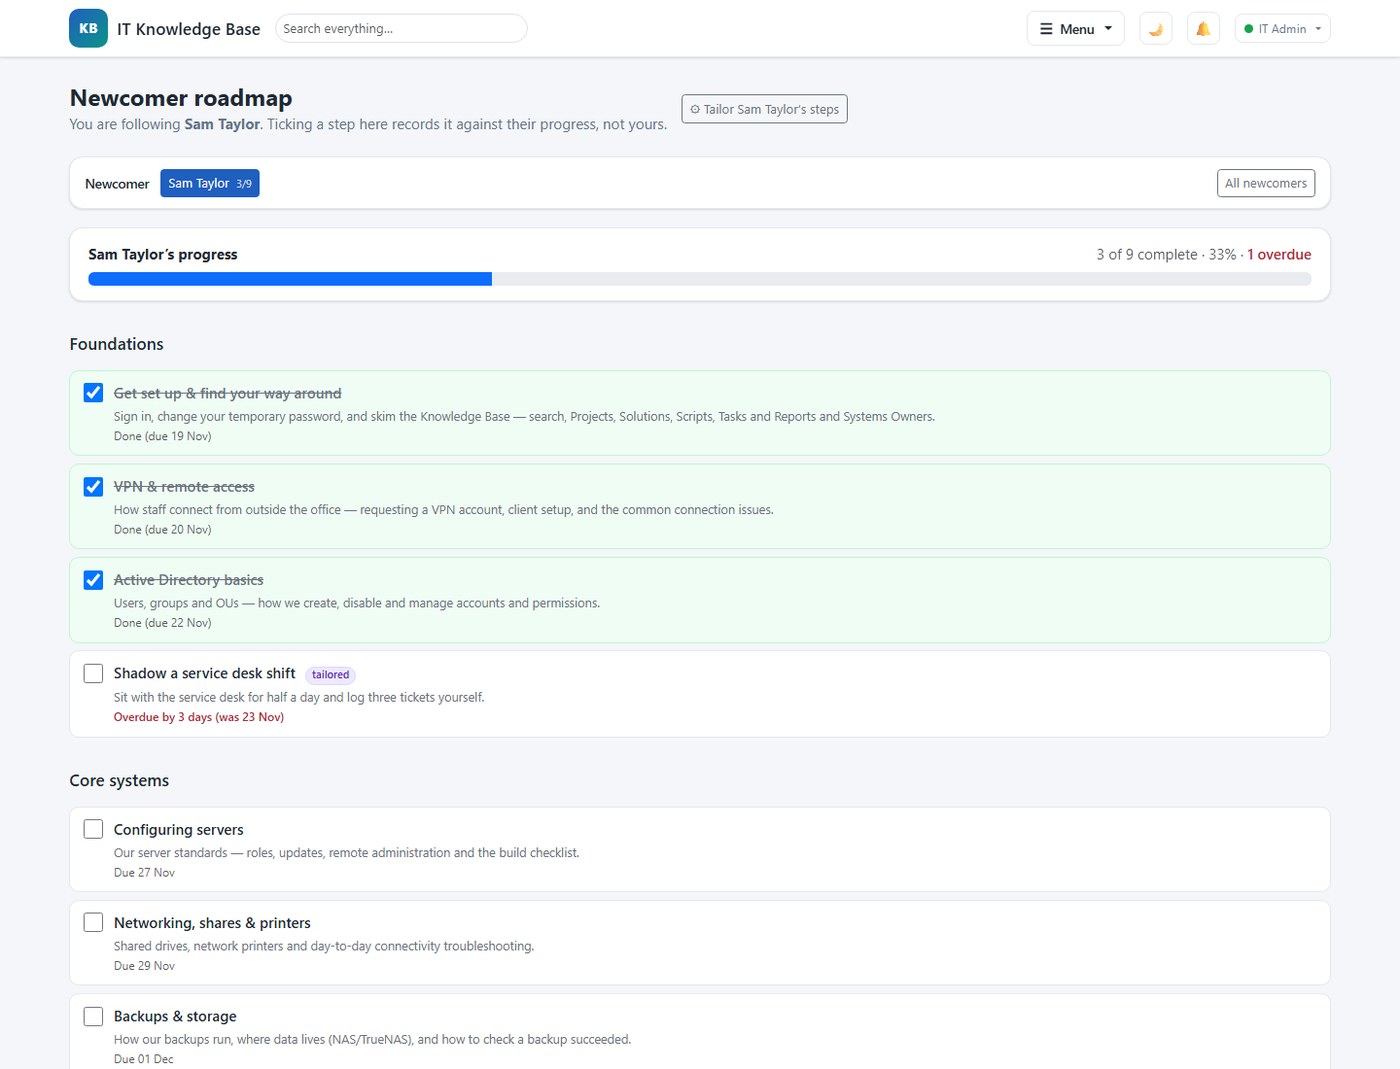 KB IT Knowledge Base Search everything... ☰ Menu IT Admin
Newcomer roadmap
You are following Sam Taylor. Ticking a step here records it against their progress, not yours.
⚙ Tailor Sam Taylor's steps
Newcomer Sam Taylor 3/9 All newcomers
Sam Taylor's progress 3 of 9 complete · 33% · 1 overdue
Foundations
Get set up & find your way around
Sign in, change your temporary password, and skim the Knowledge Base — search, Projects, Solutions, Scripts, Tasks and Reports and Systems Owners.
Done (due 19 Nov)
VPN & remote access
How staff connect from outside the office — requesting a VPN account, client setup, and the common connection issues.
Done (due 20 Nov)
Active Directory basics
Users, groups and OUs — how we create, disable and manage accounts and permissions.
Done (due 22 Nov)
Shadow a service desk shift tailored
Sit with the service desk for half a day and log three tickets yourself.
Overdue by 3 days (was 23 Nov)
Core systems
Configuring servers
Our server standards — roles, updates, remote administration and the build checklist.
Due 27 Nov
Networking, shares & printers
Shared drives, network printers and day-to-day connectivity troubleshooting.
Due 29 Nov
Backups & storage
How our backups run, where data lives (NAS/TrueNAS), and how to check a backup succeeded.
Due 01 Dec